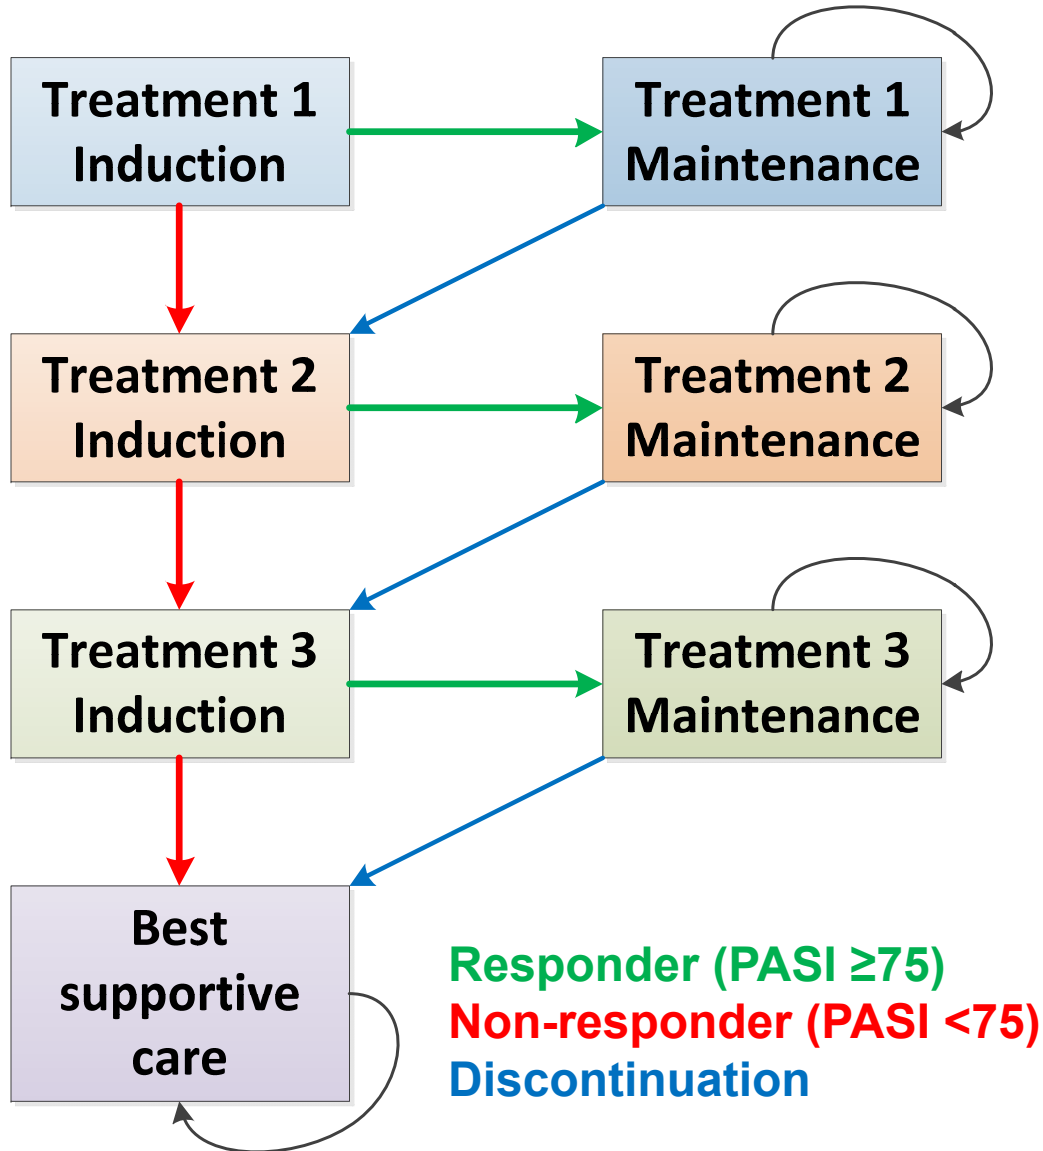 Treatment 1
Induction
Treatment 1
Maintenance
Treatment 2
Induction
Treatment 2
Maintenance
Treatment 3
Induction
Treatment 3
Maintenance
Best
supportive
care
Responder (PASI ≥75)
Non-responder (PASI <75)
Discontinuation